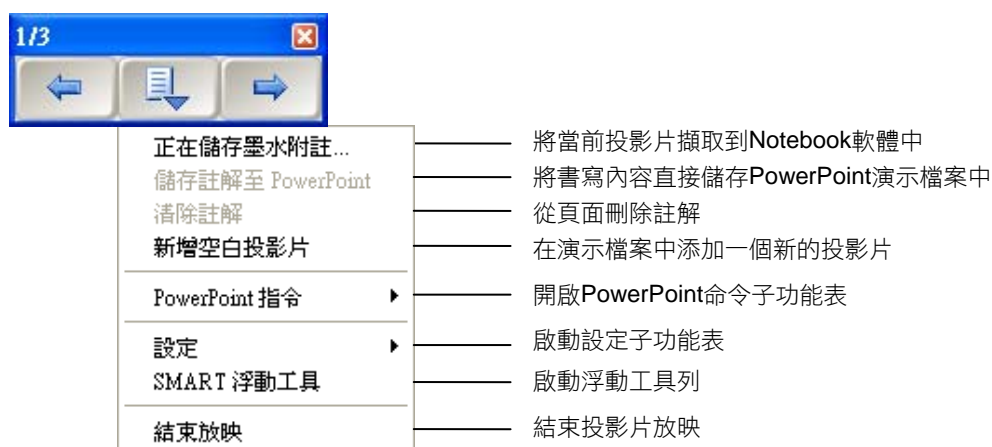 1/3
正在儲存墨水附註... 將當前投影片擷取到Notebook軟體中
儲存註解至 PowerPoint 將書寫內容直接儲存PowerPoint演示檔案中
清除註解 從頁面刪除註解
新增空白投影片 在演示檔案中添加一個新的投影片
PowerPoint 指令 開啟PowerPoint命令子功能表
設定 啟動設定子功能表
SMART 浮動工具 啟動浮動工具列
結束放映 結束投影片放映